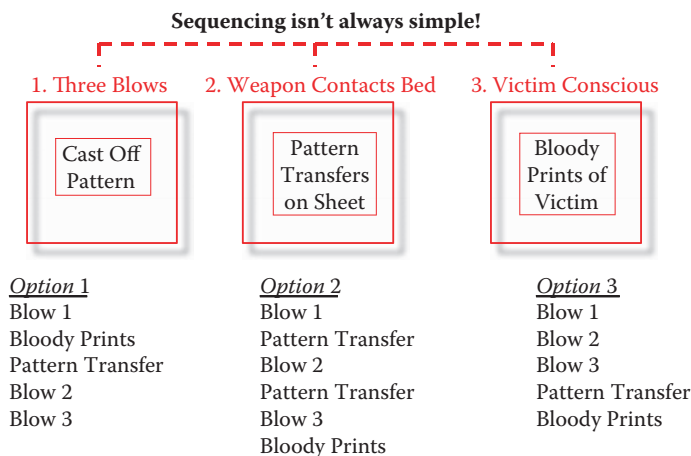 Sequencing isn't always simple!
1. Three Blows
2. Weapon Contacts Bed
3. Victim Conscious
Cast Off
Pattern
Pattern
Transfers
on Sheet
Bloody
Prints of
Victim
Option 1
Blow 1
Bloody Prints
Pattern Transfer
Blow 2
Blow 3
Option 2
Blow 1
Pattern Transfer
Blow 2
Pattern Transfer
Blow 3
Bloody Prints
Option 3
Blow 1
Blow 2
Blow 3
Pattern Transfer
Bloody Prints